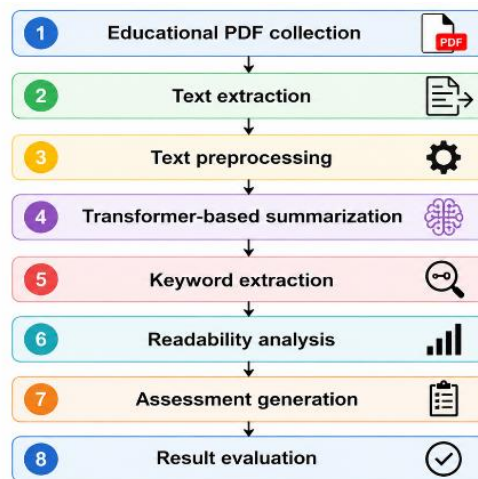 1 Educational PDF collection PDF
2 Text extraction
3 Text preprocessing
4 Transformer-based summarization
5 Keyword extraction
6 Readability analysis
7 Assessment generation
8 Result evaluation